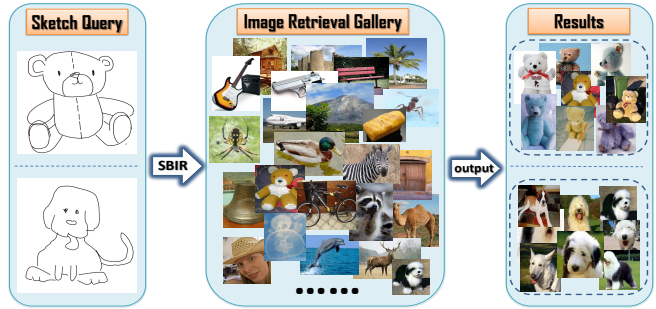 Sketch Query
Image Retrieval Gallery
Results
SBIR
output
......